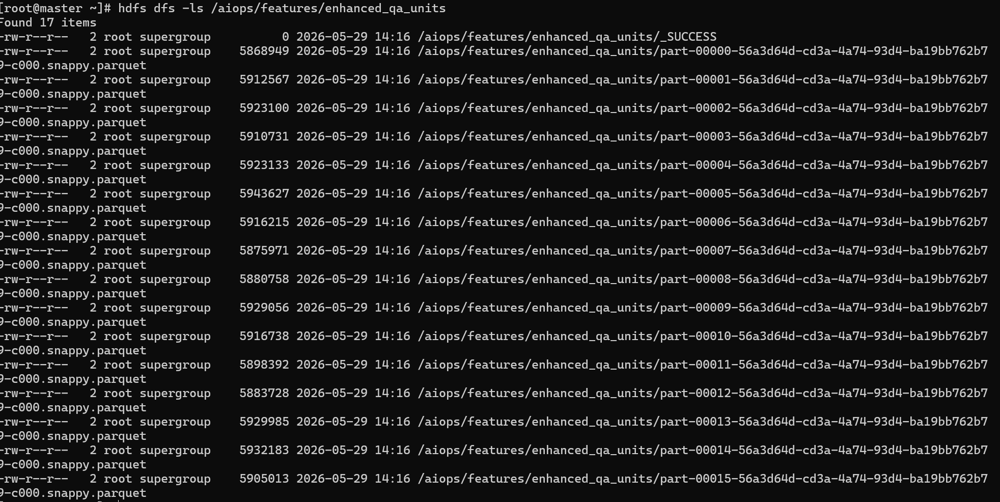 [root@master ~]# hdfs dfs -ls /aiops/features/enhanced_qa_units
Found 17 items
-rw-r--r--   2 root supergroup          0 2026-05-29 14:16 /aiops/features/enhanced_qa_units/_SUCCESS
-rw-r--r--   2 root supergroup    5868949 2026-05-29 14:16 /aiops/features/enhanced_qa_units/part-00000-56a3d64d-cd3a-4a74-93d4-ba19bb762b7
9-c000.snappy.parquet
-rw-r--r--   2 root supergroup    5912567 2026-05-29 14:16 /aiops/features/enhanced_qa_units/part-00001-56a3d64d-cd3a-4a74-93d4-ba19bb762b7
9-c000.snappy.parquet
-rw-r--r--   2 root supergroup    5923100 2026-05-29 14:16 /aiops/features/enhanced_qa_units/part-00002-56a3d64d-cd3a-4a74-93d4-ba19bb762b7
9-c000.snappy.parquet
-rw-r--r--   2 root supergroup    5910731 2026-05-29 14:16 /aiops/features/enhanced_qa_units/part-00003-56a3d64d-cd3a-4a74-93d4-ba19bb762b7
9-c000.snappy.parquet
-rw-r--r--   2 root supergroup    5923133 2026-05-29 14:16 /aiops/features/enhanced_qa_units/part-00004-56a3d64d-cd3a-4a74-93d4-ba19bb762b7
9-c000.snappy.parquet
-rw-r--r--   2 root supergroup    5943627 2026-05-29 14:16 /aiops/features/enhanced_qa_units/part-00005-56a3d64d-cd3a-4a74-93d4-ba19bb762b7
9-c000.snappy.parquet
-rw-r--r--   2 root supergroup    5916215 2026-05-29 14:16 /aiops/features/enhanced_qa_units/part-00006-56a3d64d-cd3a-4a74-93d4-ba19bb762b7
9-c000.snappy.parquet
-rw-r--r--   2 root supergroup    5875971 2026-05-29 14:16 /aiops/features/enhanced_qa_units/part-00007-56a3d64d-cd3a-4a74-93d4-ba19bb762b7
9-c000.snappy.parquet
-rw-r--r--   2 root supergroup    5880758 2026-05-29 14:16 /aiops/features/enhanced_qa_units/part-00008-56a3d64d-cd3a-4a74-93d4-ba19bb762b7
9-c000.snappy.parquet
-rw-r--r--   2 root supergroup    5929056 2026-05-29 14:16 /aiops/features/enhanced_qa_units/part-00009-56a3d64d-cd3a-4a74-93d4-ba19bb762b7
9-c000.snappy.parquet
-rw-r--r--   2 root supergroup    5916738 2026-05-29 14:16 /aiops/features/enhanced_qa_units/part-00010-56a3d64d-cd3a-4a74-93d4-ba19bb762b7
9-c000.snappy.parquet
-rw-r--r--   2 root supergroup    5898392 2026-05-29 14:16 /aiops/features/enhanced_qa_units/part-00011-56a3d64d-cd3a-4a74-93d4-ba19bb762b7
9-c000.snappy.parquet
-rw-r--r--   2 root supergroup    5883728 2026-05-29 14:16 /aiops/features/enhanced_qa_units/part-00012-56a3d64d-cd3a-4a74-93d4-ba19bb762b7
9-c000.snappy.parquet
-rw-r--r--   2 root supergroup    5929985 2026-05-29 14:16 /aiops/features/enhanced_qa_units/part-00013-56a3d64d-cd3a-4a74-93d4-ba19bb762b7
9-c000.snappy.parquet
-rw-r--r--   2 root supergroup    5932183 2026-05-29 14:16 /aiops/features/enhanced_qa_units/part-00014-56a3d64d-cd3a-4a74-93d4-ba19bb762b7
9-c000.snappy.parquet
-rw-r--r--   2 root supergroup    5905013 2026-05-29 14:16 /aiops/features/enhanced_qa_units/part-00015-56a3d64d-cd3a-4a74-93d4-ba19bb762b7
9-c000.snappy.parquet